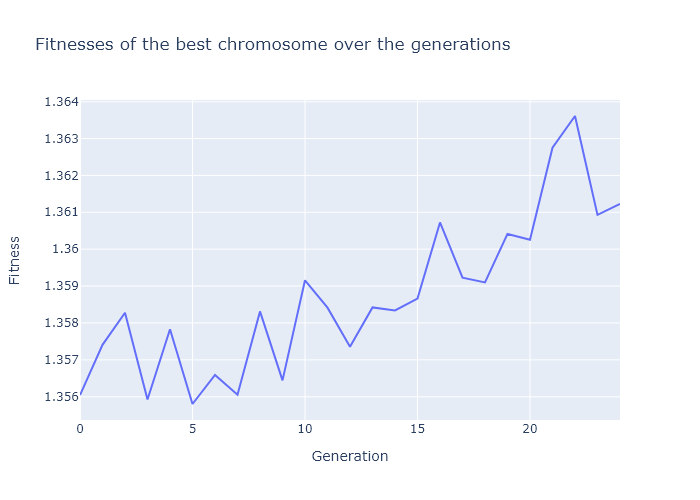 Fitnesses of the best chromosome over the generations
1.364
1.363
1.362
1.361
1.36
1.359
1.358
1.357
1.356
Fitness
0 5 10 15 20
Generation